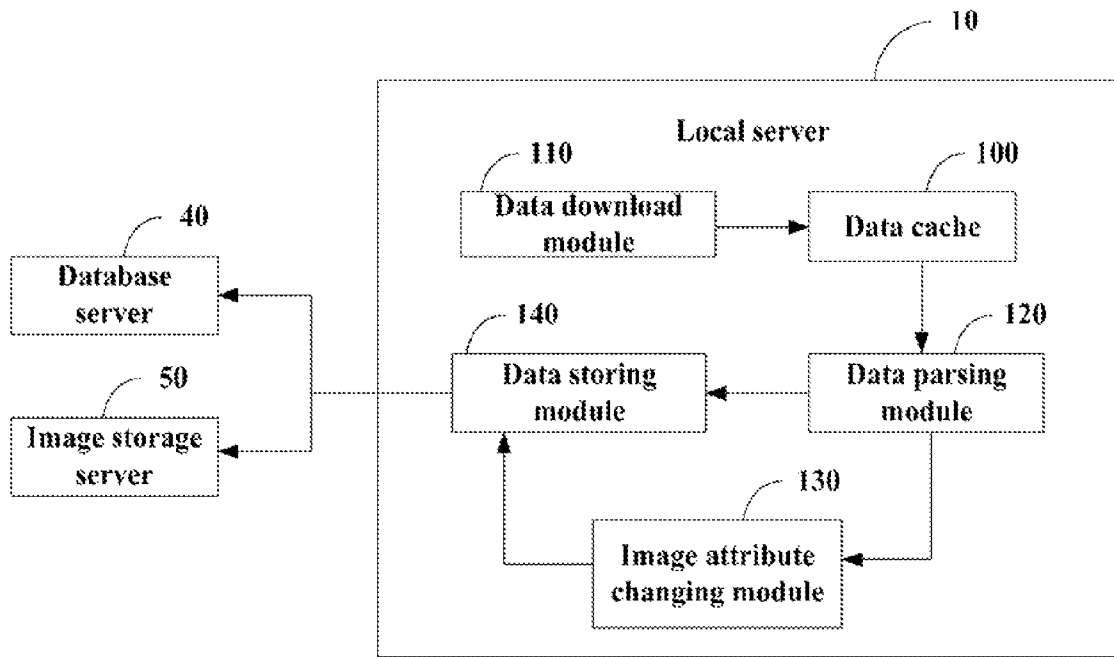 10
Local server
110
100
Data download
module
Data cache
40
Database
server
140
120
Data storing
module
Data parsing
module
50
Image storage
server
130
Image attribute
changing module